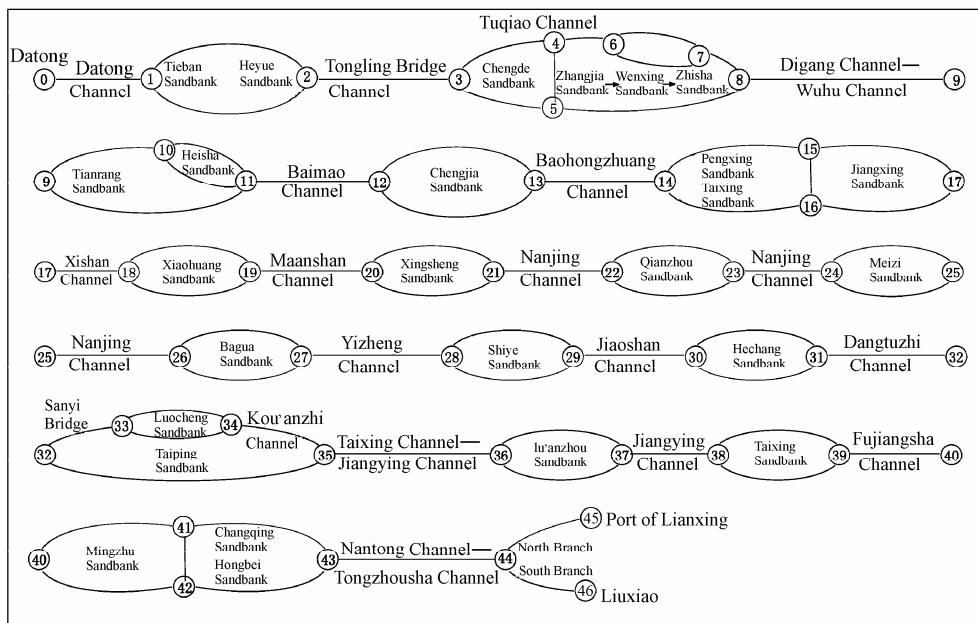 Tuqiao Channel
Datong
4
6
7
0
Datong
Channel
1
Tieban
Sandbank
Heyue
Sandbank
2
Tongling Bridge
Channel
3
Chengde
Sandbank
Zhangjia
Sandbank
Wenxing
Sandbank
Zhisha
Sandbank
8
Digang Channel—
Wuhu Channel
9
5
10
Heisha
Sandbank
9
Tianrang
Sandbank
11
Baimao
Channel
12
Chengjia
Sandbank
13
Baohongzhuang
Channel
14
Pengxing
Sandbank
Taixing
Sandbank
15
16
Jiangxing
Sandbank
17
17
Xishan
Channel
18
Xiaohuang
Sandbank
19
Maanshan
Channel
20
Xingsheng
Sandbank
21
Nanjing
Channel
22
Qianzhou
Sandbank
23
Nanjing
Channel
24
Meizi
Sandbank
25
25
Nanjing
Channel
26
Bagua
Sandbank
27
Yizheng
Channel
28
Shiye
Sandbank
29
Jiaoshan
Channel
30
Hechang
Sandbank
31
Dangtuzhi
Channel
32
Sanyi
Bridge
33
Luocheng
Sandbank
34
Kou'anzhi
Channel
32
Taiping
Sandbank
35
Taixing Channel—
Jiangying Channel
36
lu'anzhou
Sandbank
37
Jiangying
Channel
38
Taixing
Sandbank
39
Fujiangsha
Channel
40
40
Mingzhu
Sandbank
41
42
Changqing
Sandbank
Hongbei
Sandbank
43
Nantong Channel—
Tongzhousha Channel
44
North Branch
South Branch
45
Port of Lianxing
46
Liuxiao